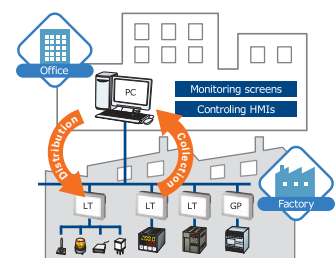 Office
PC
Monitoring screens
Controling HMIs
Distribution
Collection
LT
LT
LT
GP
Factory